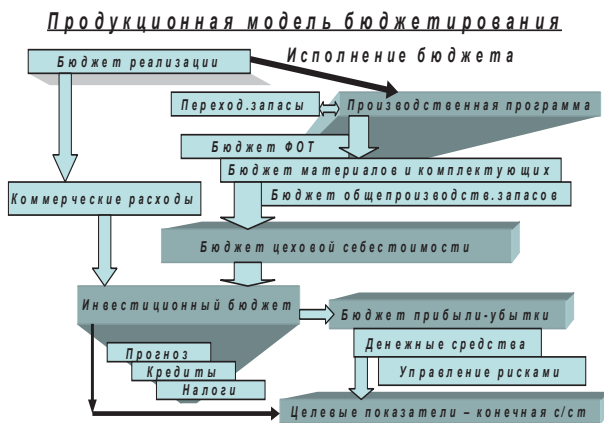 Продукционная модель бюджетирования
Исполнение бюджета
Бюджет реализации
Переход.запасы
Производственная программа
Бюджет ФОТ
Бюджет материалов и комплектующих
Коммерческие расходы
Бюджет общепроизводств.запасов
Бюджет цеховой себестоимости
Инвестиционный бюджет
Бюджет прибыли-убытки
Прогноз
Денежные средства
Кредиты
Управление рисками
Налоги
Целевые показатели – конечная с/ст